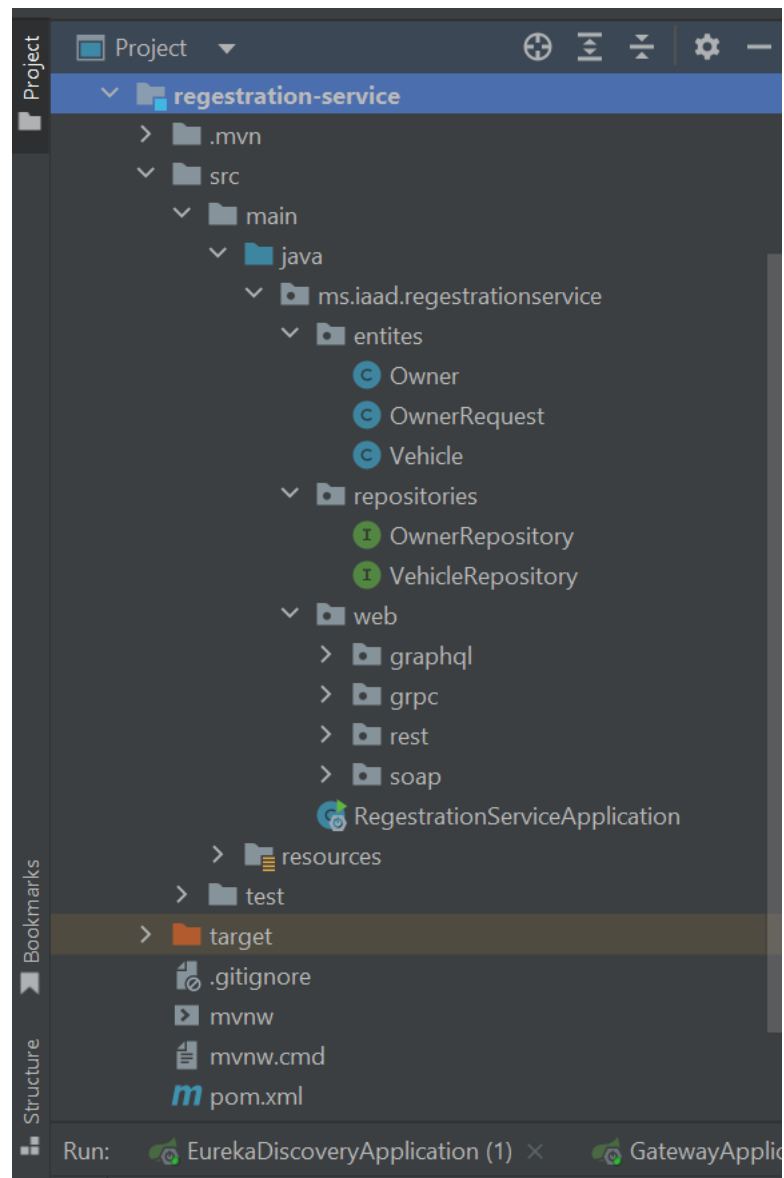 Project
Project
regestration-service
.mvn
src
main
java
ms.iaad.regestrationservice
entites
C Owner
C OwnerRequest
C Vehicle
repositories
I OwnerRepository
I VehicleRepository
web
graphql
grpc
rest
soap
RegestrationServiceApplication
resources
test
target
.gitignore
mvnw
mvnw.cmd
m pom.xml
Bookmarks
Structure
Run: EurekaDiscoveryApplication (1) GatewayApplic